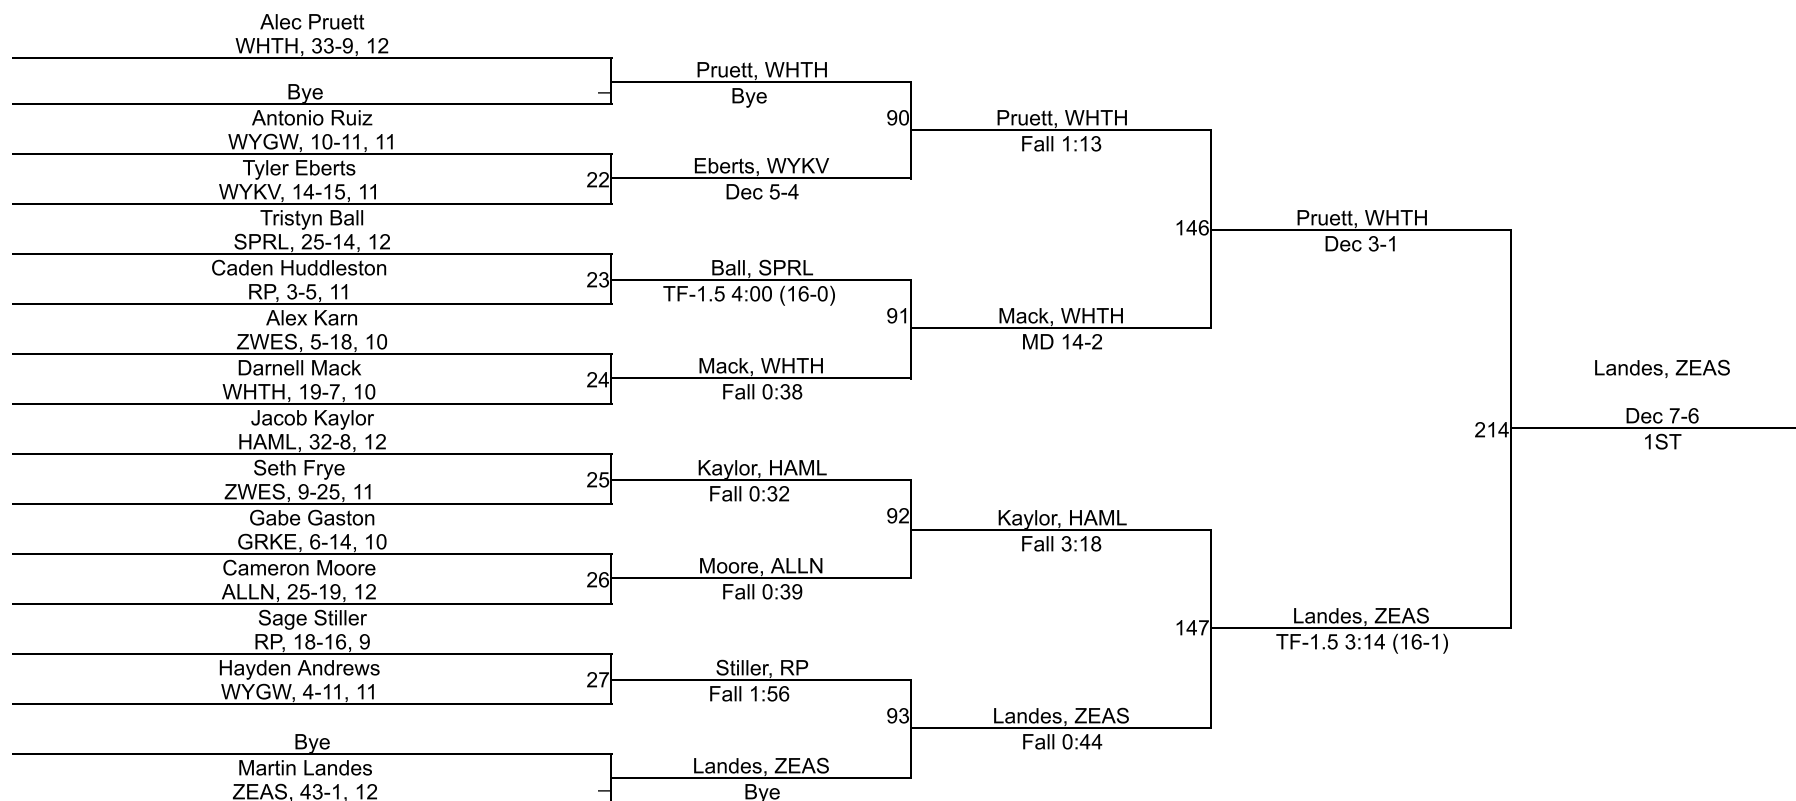 Alec Pruett
WHTH, 33-9, 12
Bye
Antonio Ruiz
WYGW, 10-11, 11
Tyler Eberts
WYKV, 14-15, 11
Tristyn Ball
SPRL, 25-14, 12
Caden Huddleston
RP, 3-5, 11
Alex Karn
ZWES, 5-18, 10
Darnell Mack
WHTH, 19-7, 10
Jacob Kaylor
HAML, 32-8, 12
Seth Frye
ZWES, 9-25, 11
Gabe Gaston
GRKE, 6-14, 10
Cameron Moore
ALLN, 25-19, 12
Sage Stiller
RP, 18-16, 9
Hayden Andrews
WYGW, 4-11, 11
Bye
Martin Landes
ZEAS, 43-1, 12
22
23
24
25
26
27
Pruett, WHTH
Bye
Eberts, WYKV
Dec 5-4
Ball, SPRL
TF-1.5 4:00 (16-0)
Mack, WHTH
Fall 0:38
Kaylor, HAML
Fall 0:32
Moore, ALLN
Fall 0:39
Stiller, RP
Fall 1:56
Landes, ZEAS
Bye
90
91
92
93
Pruett, WHTH
Fall 1:13
Mack, WHTH
MD 14-2
Kaylor, HAML
Fall 3:18
Landes, ZEAS
Fall 0:44
146
147
Pruett, WHTH
Dec 3-1
Landes, ZEAS
TF-1.5 3:14 (16-1)
214
Landes, ZEAS
Dec 7-6
1ST